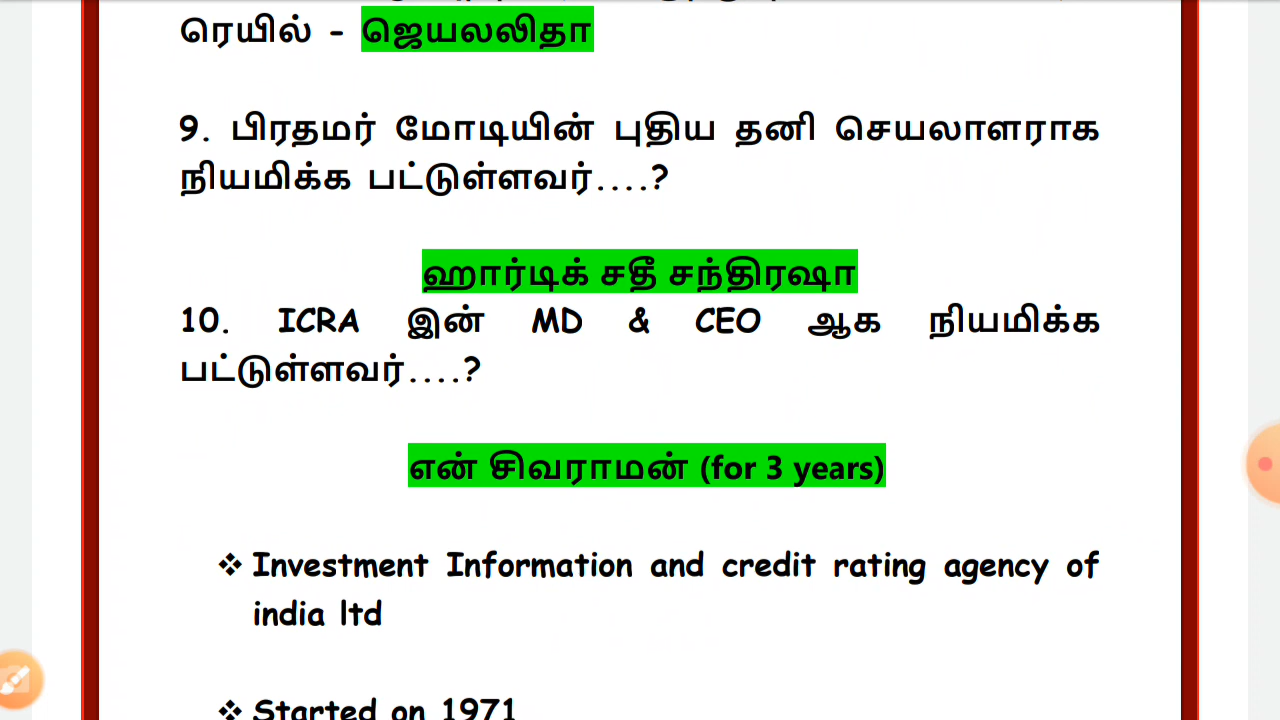 ரெயில் - ஜெயலலிதா
9. பிரதமர் மோடியின் புதிய தனி செயலாளராக
நியமிக்க பட்டுள்ளவர்....?
ஹார்டிக் சதீ சந்திரஷா
10. ICRA இன் MD & CEO ஆக நியமிக்க
பட்டுள்ளவர்....?
என் சிவராமன் (for 3 years)
❖ Investment Information and credit rating agency of
india ltd
❖ Started on 1971